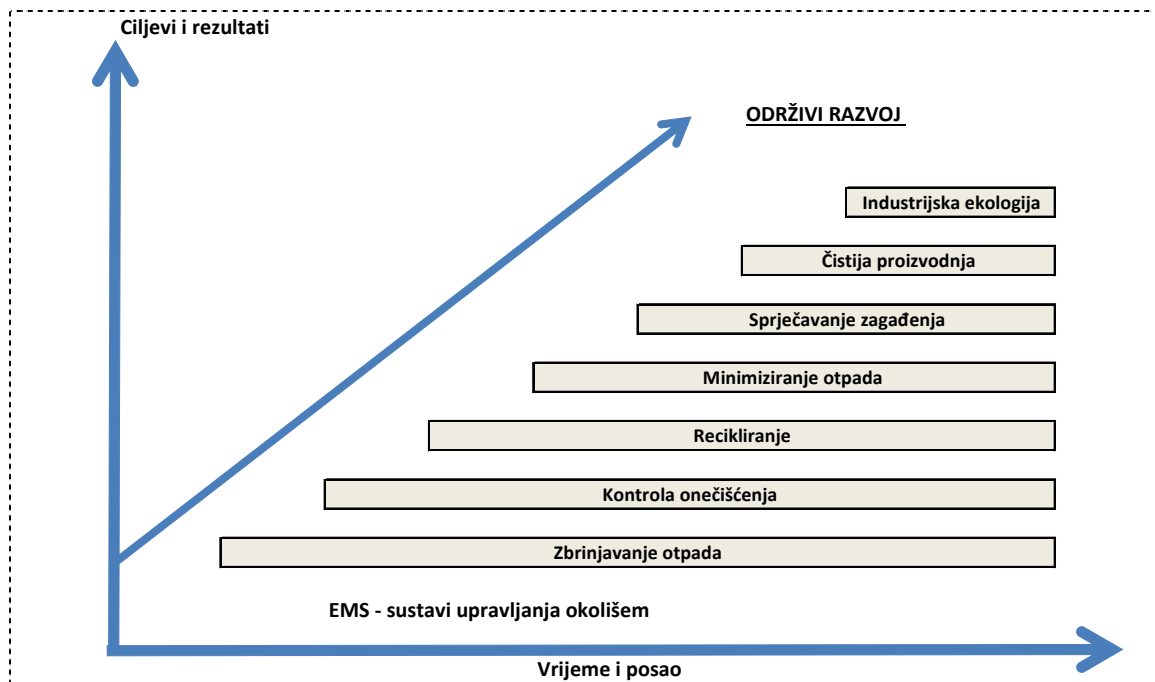 Ciljevi i rezultati
ODRŽIVI RAZVOJ
Industrijska ekologija
Čistija proizvodnja
Sprječavanje zagađenja
Minimiziranje otpada
Recikliranje
Kontrola onečišćenja
Zbrinjavanje otpada
EMS - sustavi upravljanja okolišem
Vrijeme i posao